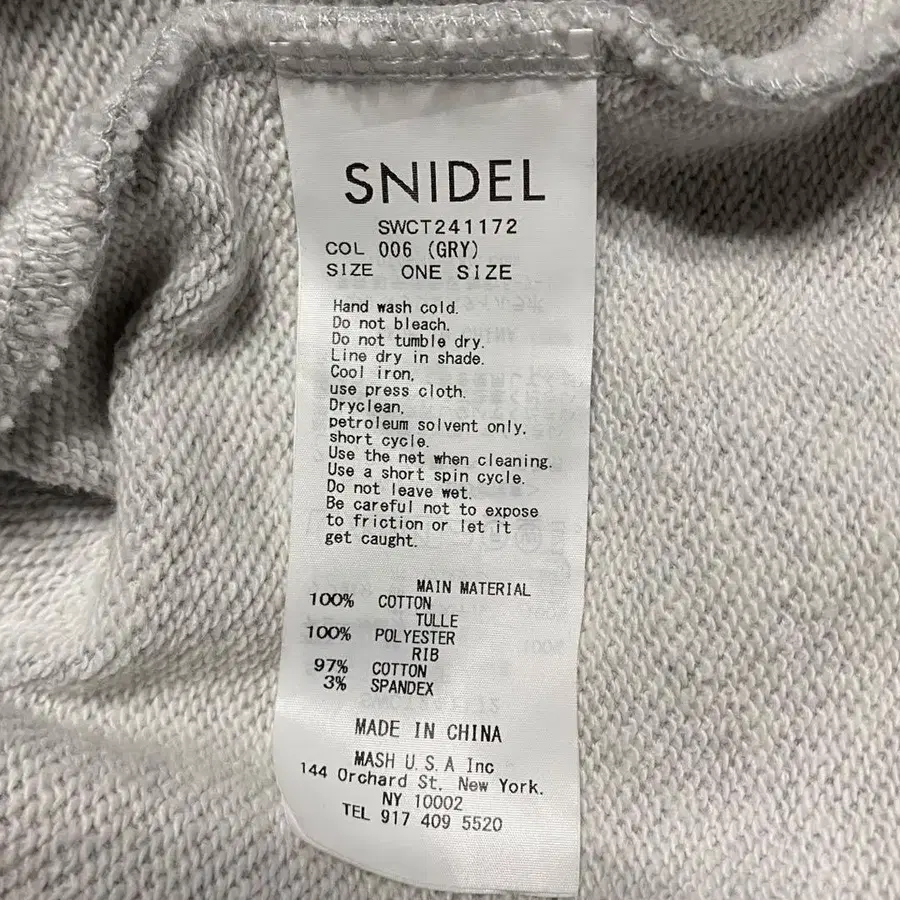 SNIDEL
SWCT241172
COL 006 (GRY)
SIZE ONE SIZE
Hand wash cold.
Do not bleach.
Do not tumble dry.
Line dry in shade.
Cool iron,
use press cloth.
Dryclean,
petroleum solvent only.
short cycle.
Use the net when cleaning.
Use a short spin cycle.
Do not leave wet.
Be careful not to expose
to friction or let it
get caught.
MAIN MATERIAL
100% COTTON
TULLE
100% POLYESTER
RIB
97% COTTON
3% SPANDEX
MADE IN CHINA
MASH U.S.A Inc
144 Orchard St. New York.
NY 10002
TEL 917 409 5520